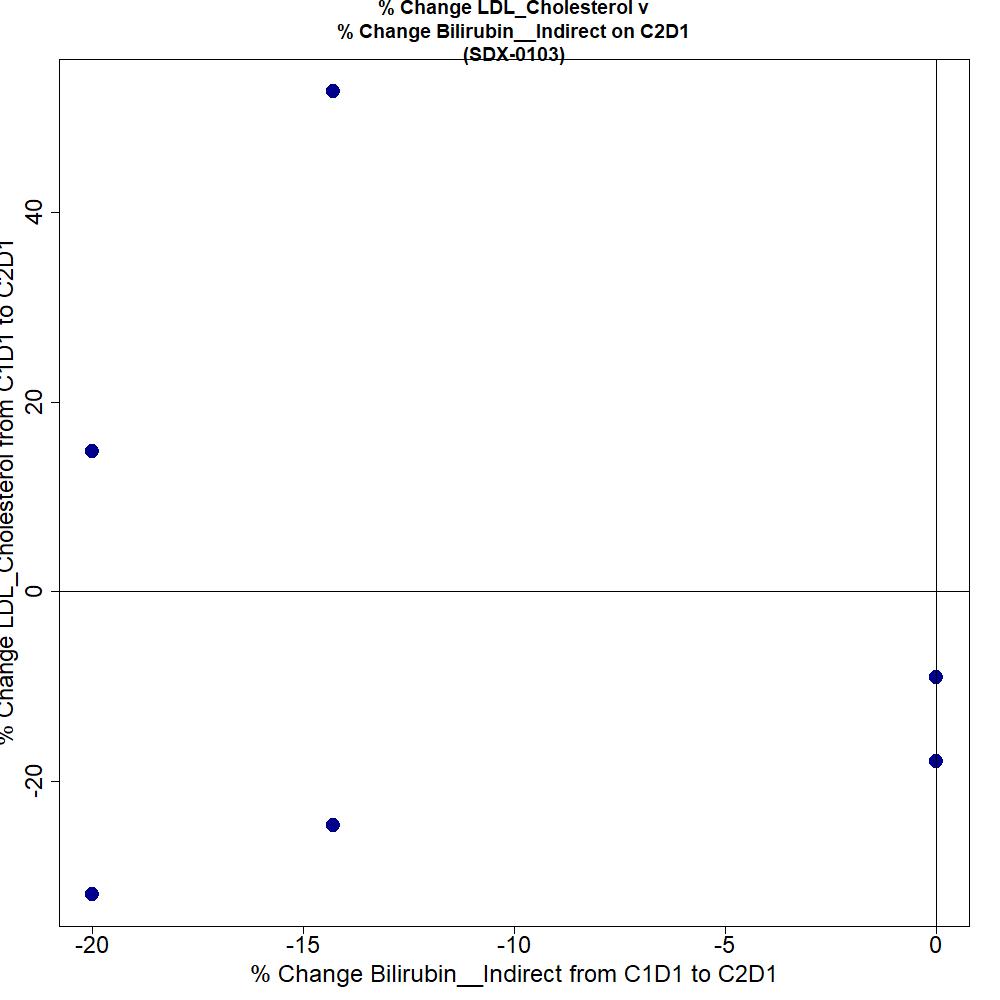 % Change LDL_Cholesterol v
% Change Bilirubin__Indirect on C2D1
(SDX-0103)
% Change LDL_Cholesterol from C1D1 to C2D1
40
20
0
-20
-20
-15
-10
-5
0
% Change Bilirubin__Indirect from C1D1 to C2D1